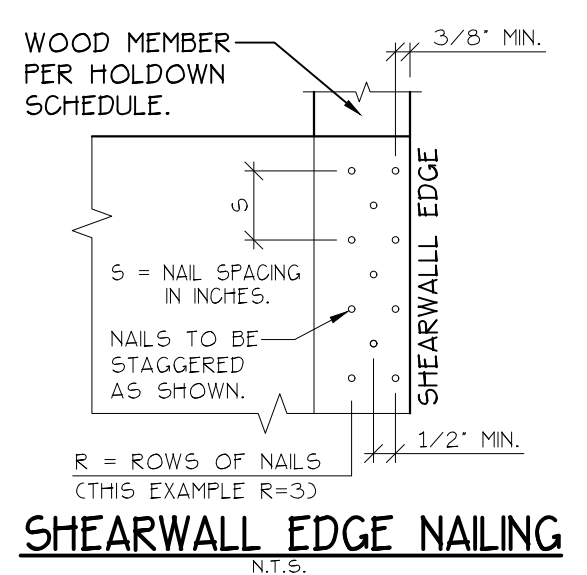 WOOD MEMBER
PER HOLDOWN
SCHEDULE.
3/8" MIN.
S
SHEARWALLL EDGE
S = NAIL SPACING
IN INCHES.
NAILS TO BE
STAGGERED
AS SHOWN.
1/2" MIN.
R = ROWS OF NAILS
(THIS EXAMPLE R=3)
SHEARWALL EDGE NAILING
N.T.S.